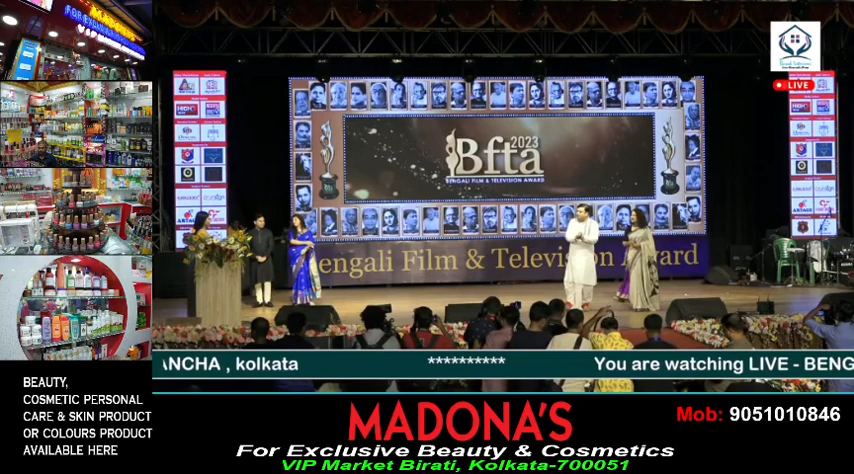 LIVE
2023
Bfta
BENGALI FILM & TELEVISION AWARD
engali Film & Television Award
ANCHA , kolkata
**********
You are watching LIVE - BENG
BEAUTY,
COSMETIC PERSONAL
CARE & SKIN PRODUCT
OR COLOURS PRODUCT
AVAILABLE HERE
MADONA'S
For Exclusive Beauty & Cosmetics
VIP Market Birati, Kolkata-700051
Mob: 9051010846